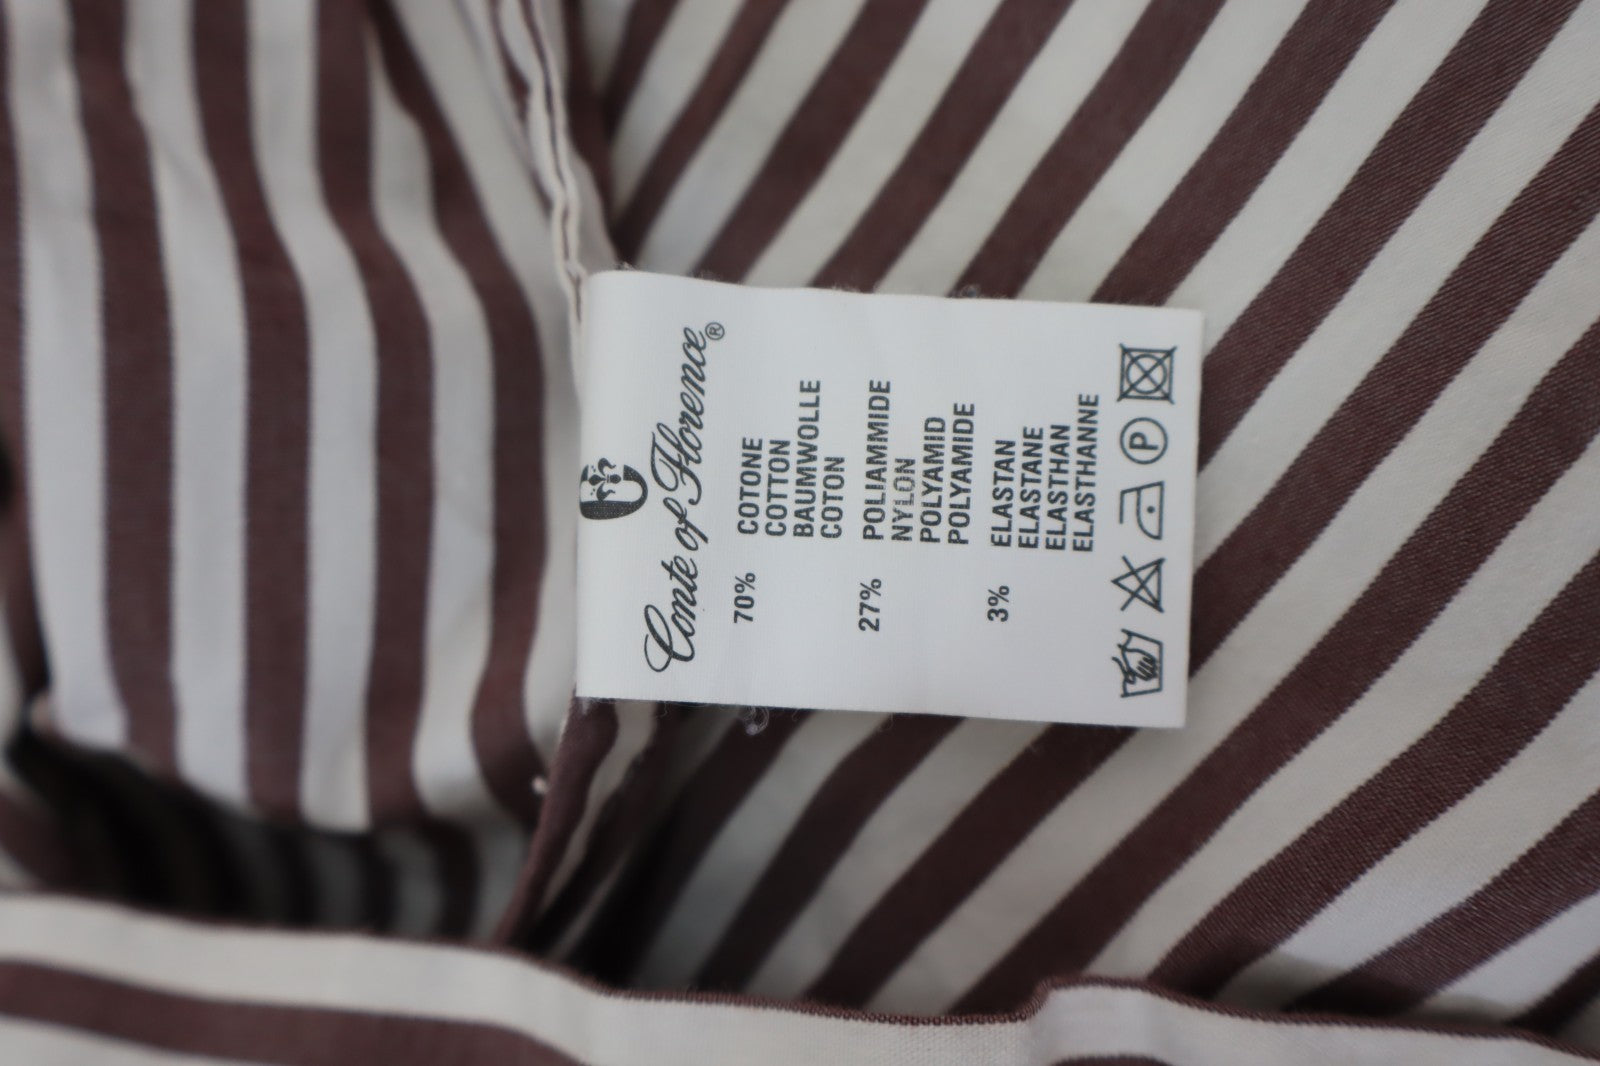 Conte of Florence®
70% COTONE
COTTON
BAUMWOLLE
COTON
27% POLIAMMIDE
NYLON
POLYAMID
POLYAMIDE
3% ELASTAN
ELASTANE
ELASTHAN
ELASTHANNE
P